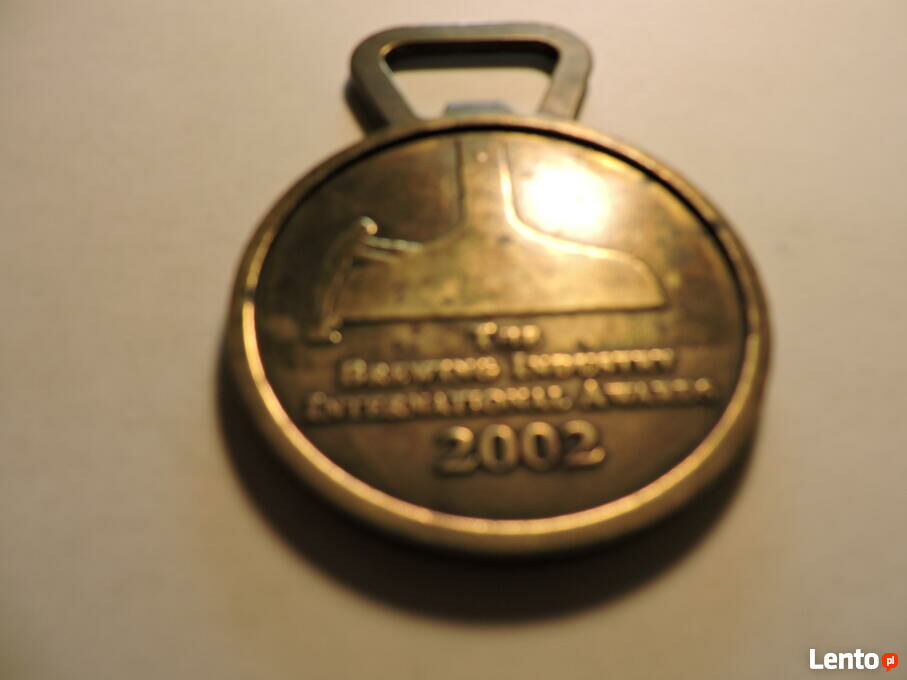 The
Brewing Industry
International Awards
2002
Lento.pl